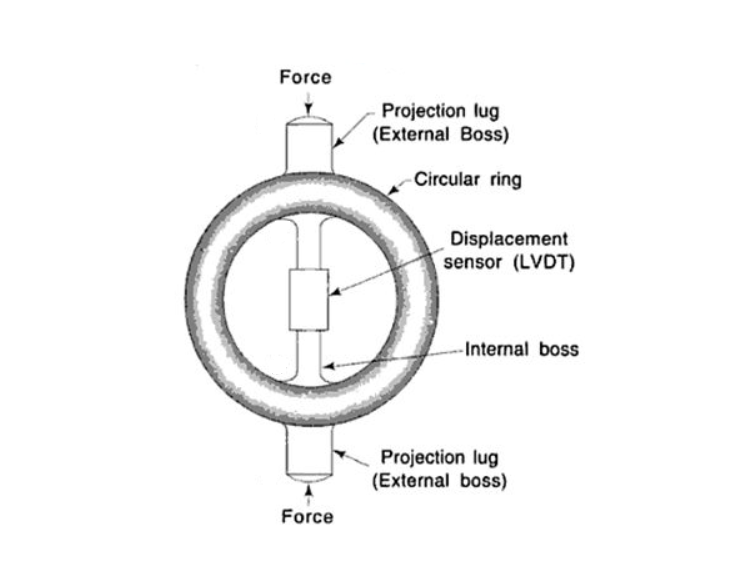 Force
Projection lug
(External Boss)
Circular ring
Displacement
sensor (LVDT)
Internal boss
Projection lug
(External boss)
Force